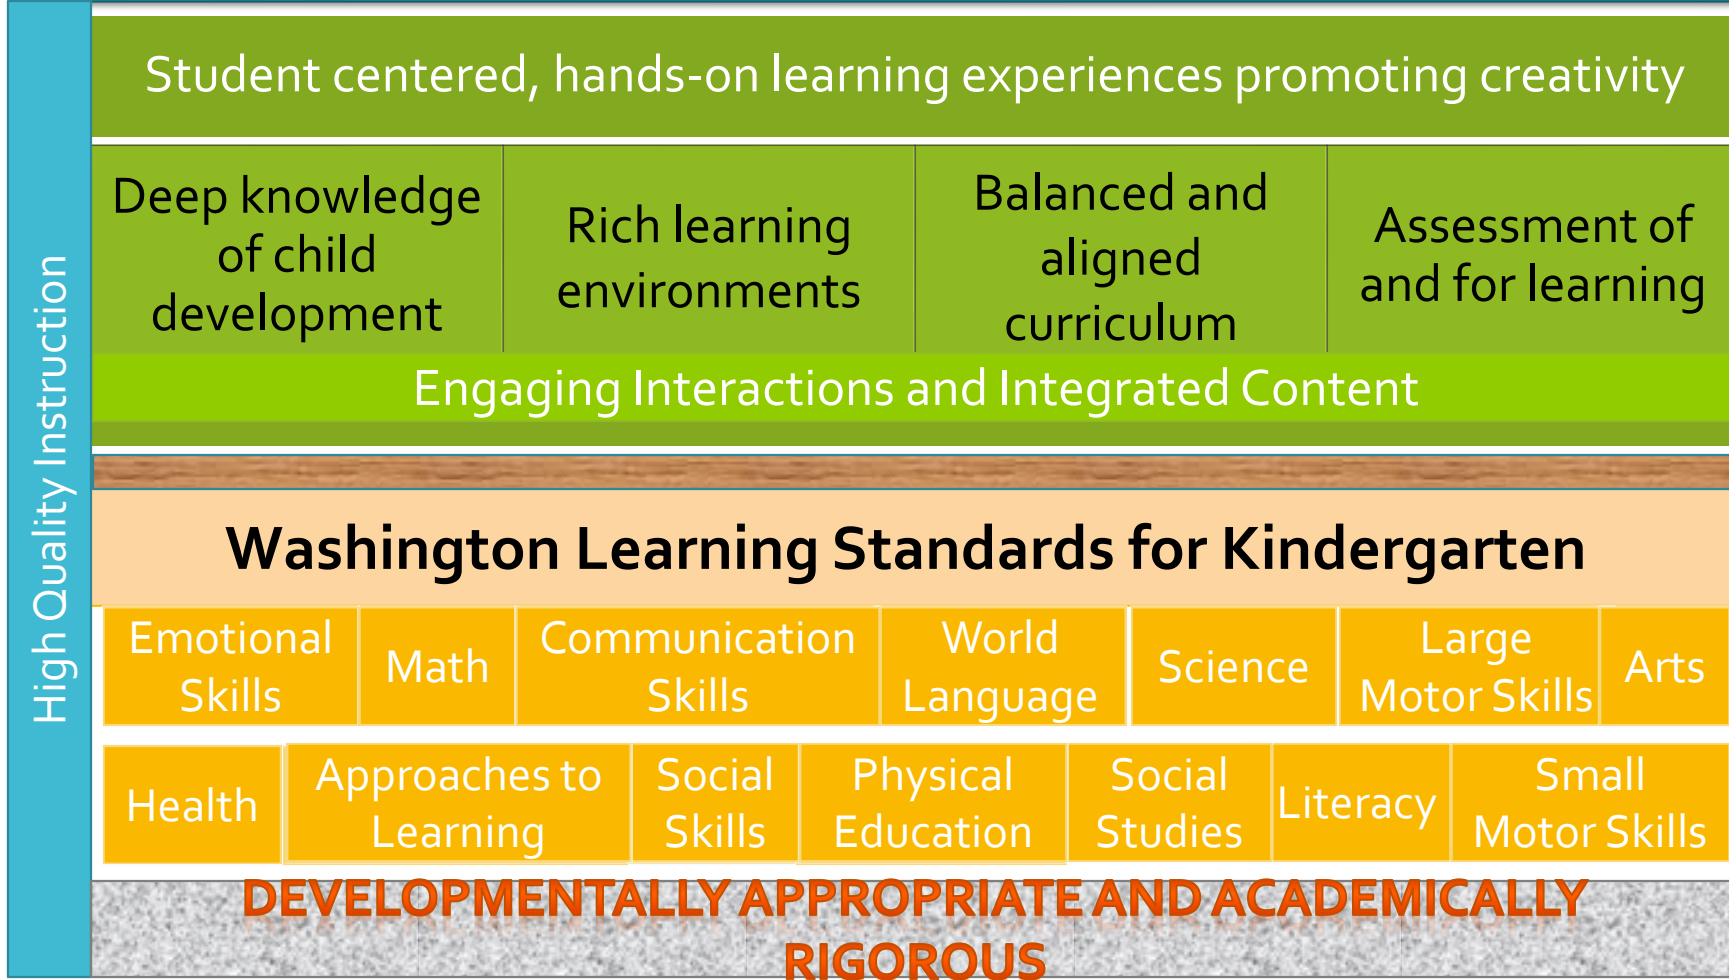 High Quality Instruction
Student centered, hands-on learning experiences promoting creativity
Deep knowledge
of child
development
Rich learning
environments
Balanced and
aligned
curriculum
Assessment of
and for learning
Engaging Interactions and Integrated Content
Washington Learning Standards for Kindergarten
Emotional
Skills
Math
Communication
Skills
World
Language
Science
Large
Motor Skills
Arts
Health
Approaches to
Learning
Social
Skills
Physical
Education
Social
Studies
Literacy
Small
Motor Skills
DEVELOPMENTALLY APPROPRIATE AND ACADEMICALLY
RIGOROUS